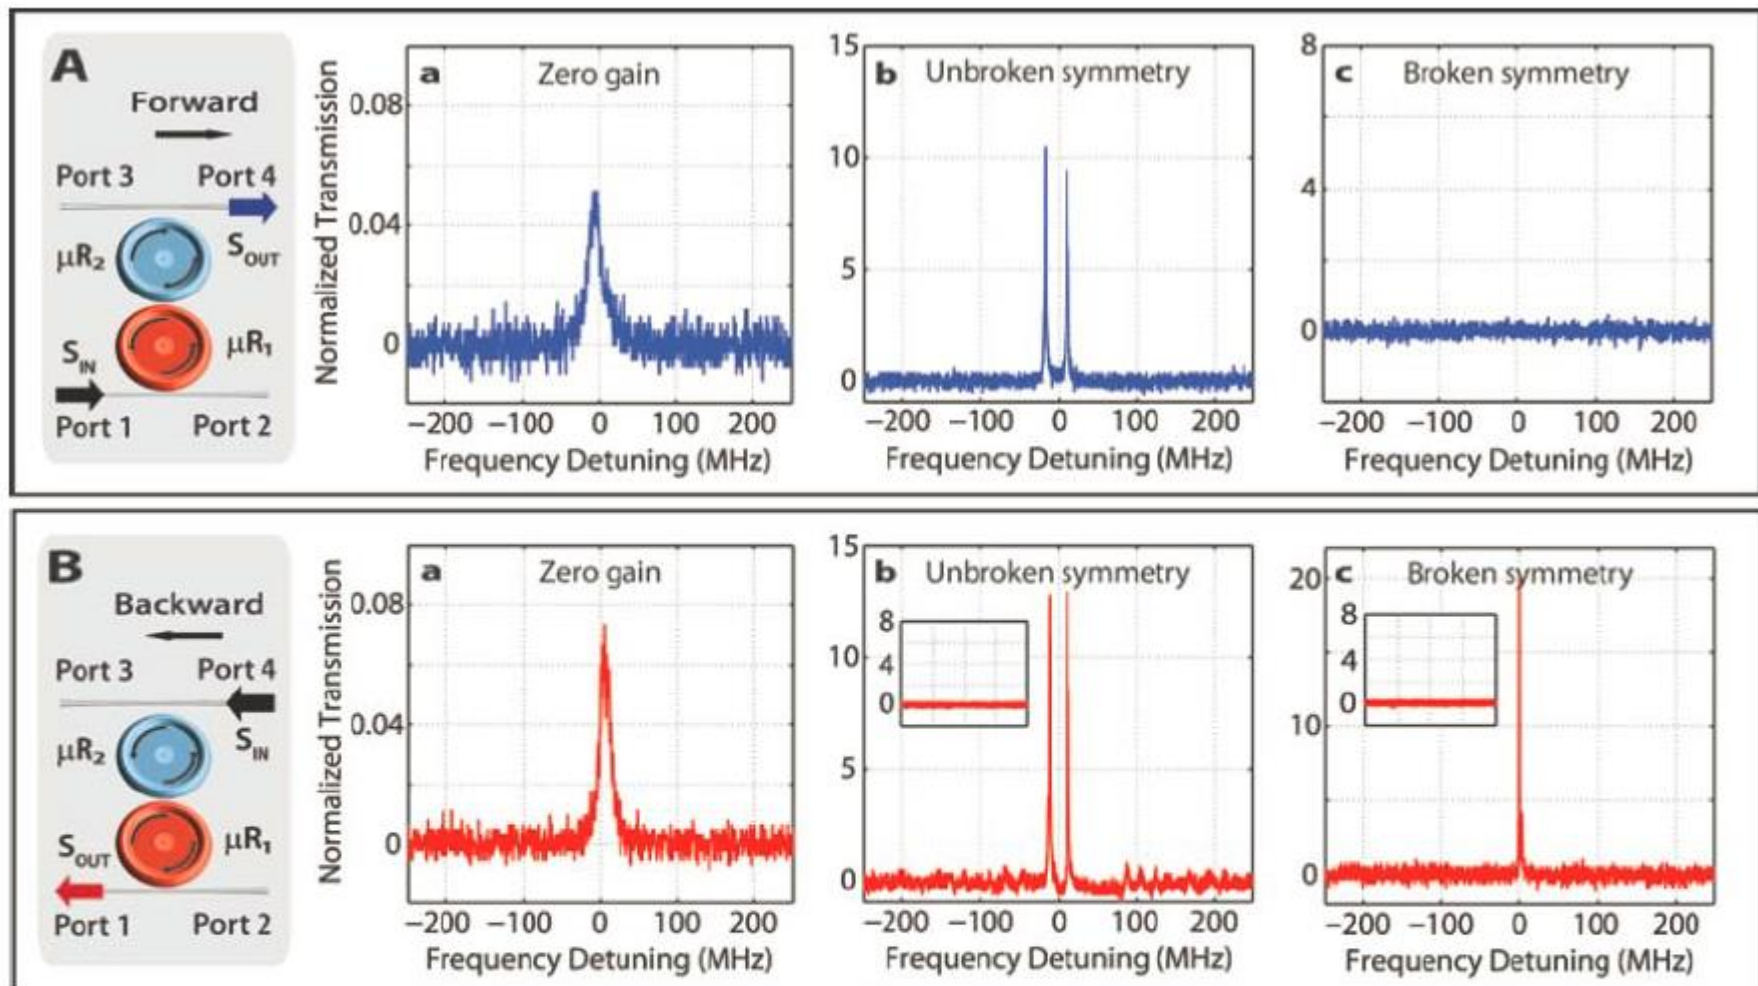 A
Forward
Port 3 Port 4
μR₂ S_OUT
S_IN μR₁
Port 1 Port 2
Normalized Transmission
a Zero gain
0.08
0.04
0
−200 −100 0 100 200
Frequency Detuning (MHz)
b Unbroken symmetry
15
10
5
0
−200 −100 0 100 200
Frequency Detuning (MHz)
c Broken symmetry
8
4
0
−200 −100 0 100 200
Frequency Detuning (MHz)
B
Backward
Port 3 Port 4
μR₂ S_IN
S_OUT μR₁
Port 1 Port 2
Normalized Transmission
a Zero gain
0.08
0.04
0
−200 −100 0 100 200
Frequency Detuning (MHz)
b Unbroken symmetry
15
10
5
0
8
4
0
−200 −100 0 100 200
Frequency Detuning (MHz)
c Broken symmetry
20
10
0
8
4
0
−200 −100 0 100 200
Frequency Detuning (MHz)